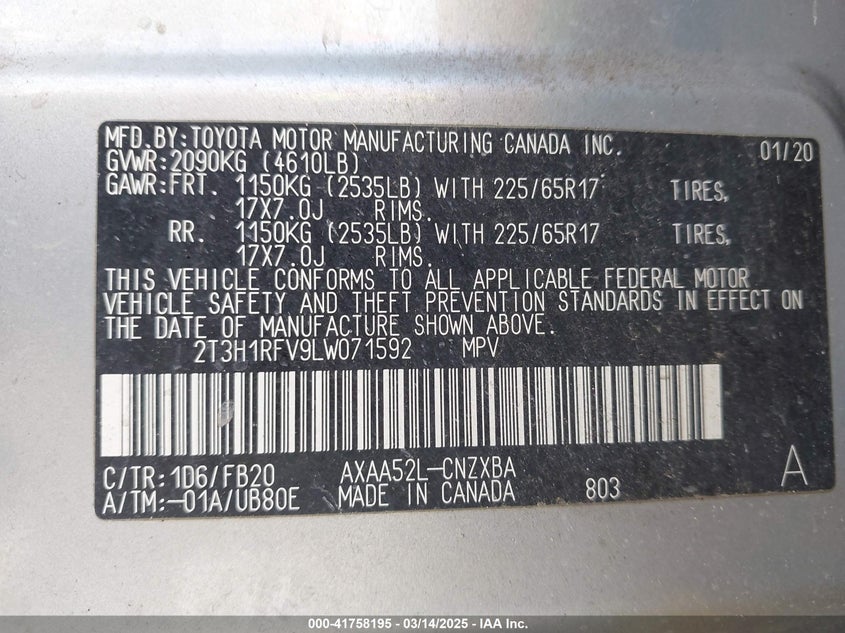 MFD.BY:TOYOTA MOTOR MANUFACTURING CANADA INC. 01/20
GVWR:2090KG (4610LB)
GAWR:FRT. 1150KG (2535LB) WITH 225/65R17 TIRES,
17X7.0J RIMS.
RR. 1150KG (2535LB) WITH 225/65R17 TIRES,
17X7.0J RIMS.
THIS VEHICLE CONFORMS TO ALL APPLICABLE FEDERAL MOTOR
VEHICLE SAFETY AND THEFT PREVENTION STANDARDS IN EFFECT ON
THE DATE OF MANUFACTURE SHOWN ABOVE.
2T3H1RFV9LW071592 MPV
C/TR:1D6/FB20 AXAA52L-CNZXBA A
A/TM:-01A/UB80E MADE IN CANADA 803
000-41758195 - 03/14/2025 - IAA Inc.